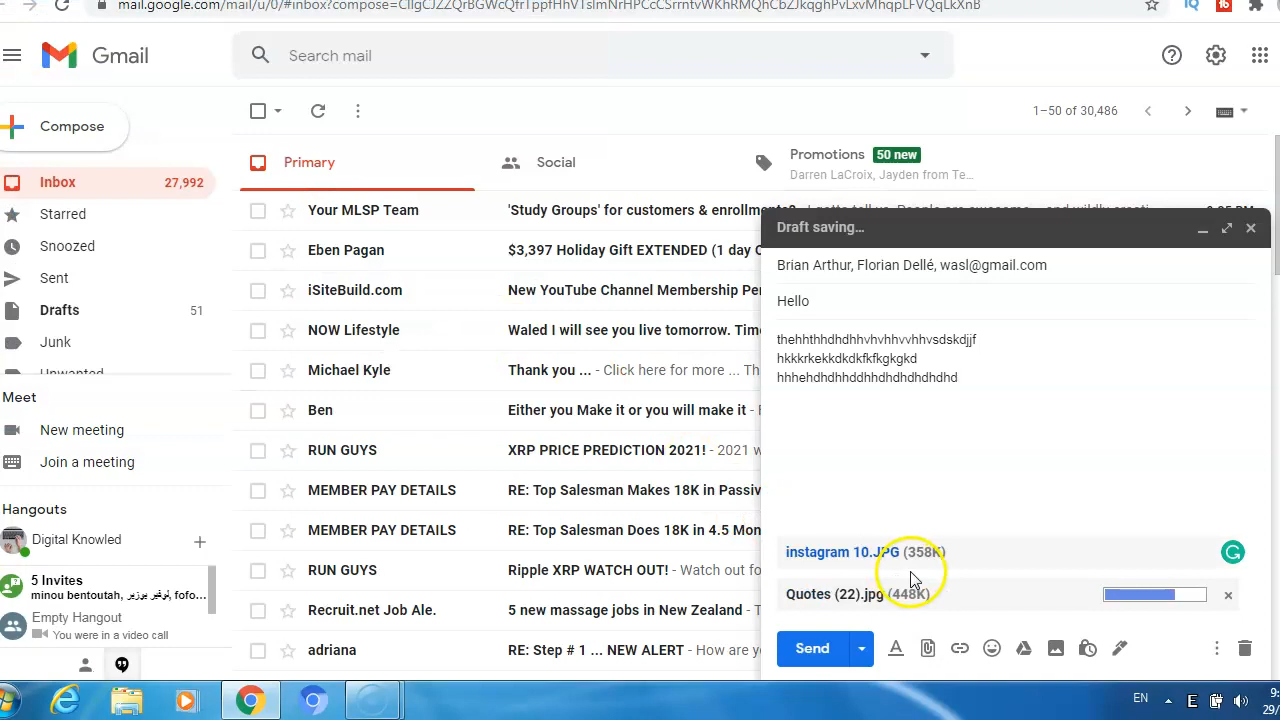 mail.google.com/mail/u/0/#inbox?compose=
Gmail
Search mail
Compose
1–50 of 30,486
Primary
Social
Promotions 50 new
Darren LaCroix, Jayden from Te…
Inbox 27,992
Starred
Snoozed
Sent
Drafts 51
Junk
Unwanted
Meet
New meeting
Join a meeting
Hangouts
Digital Knowled
5 Invites
minou bentoutah,
Empty Hangout
You were in a video call
Your MLSP Team 'Study Groups' for customers & enrollments?
Eben Pagan $3,397 Holiday Gift EXTENDED (1 day
iSiteBuild.com New YouTube Channel Membership Per
NOW Lifestyle Waled I will see you live tomorrow. Time
Michael Kyle Thank you ... - Click here for more ... Th
Ben Either you Make it or you will make it -
RUN GUYS XRP PRICE PREDICTION 2021! - 2021 w
MEMBER PAY DETAILS RE: Top Salesman Makes 18K in Passiv
MEMBER PAY DETAILS RE: Top Salesman Does 18K in 4.5 Mon
RUN GUYS Ripple XRP WATCH OUT! - Watch out fo
Recruit.net Job Ale. 5 new massage jobs in New Zealand - H
adriana RE: Step # 1 ... NEW ALERT - How are y
Draft saving…
Brian Arthur, Florian Dellé, wasl@gmail.com
Hello
thehhthhdhdhhvhvhhvvhhvsdskdjjf
hkkkrkekkdkdkfkfkgkgkd
hhhehdhdhhddhhdhdhdhdhdhd
instagram 10.JPG (358K)
Quotes (22).jpg (448K)
Send
EN
9:
29/